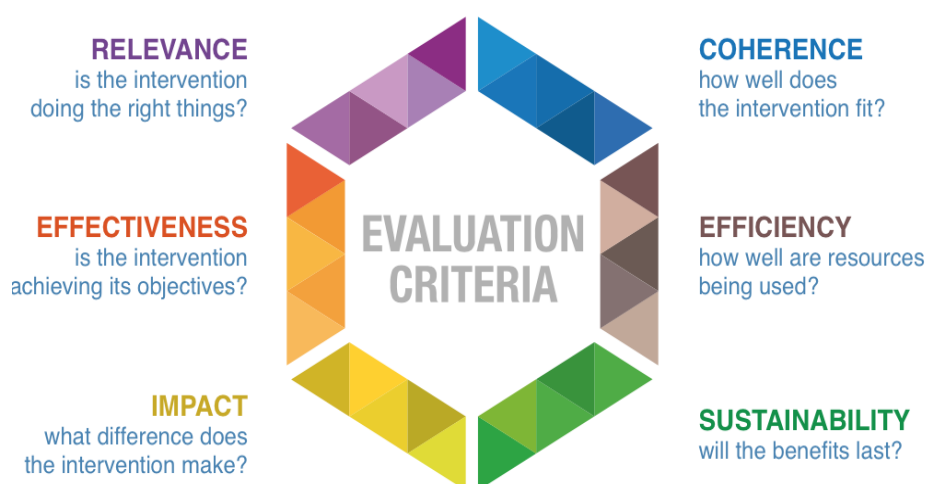 RELEVANCE
is the intervention
doing the right things?
COHERENCE
how well does
the intervention fit?
EFFECTIVENESS
is the intervention
achieving its objectives?
EVALUATION
CRITERIA
EFFICIENCY
how well are resources
being used?
IMPACT
what difference does
the intervention make?
SUSTAINABILITY
will the benefits last?